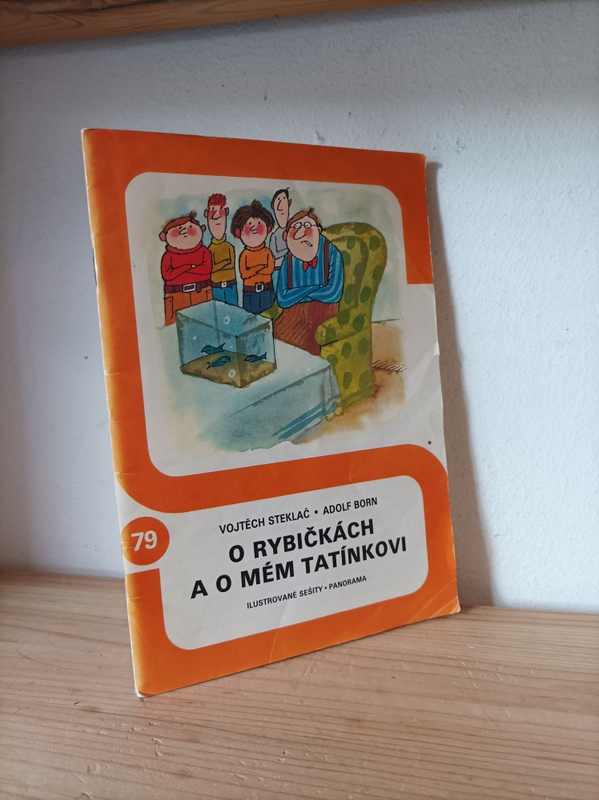 79
VOJTĚCH STEKLAČ • ADOLF BORN
O RYBIČKÁCH
A O MÉM TATÍNKOVI
ILUSTROVANÉ SEŠITY • PANORAMA